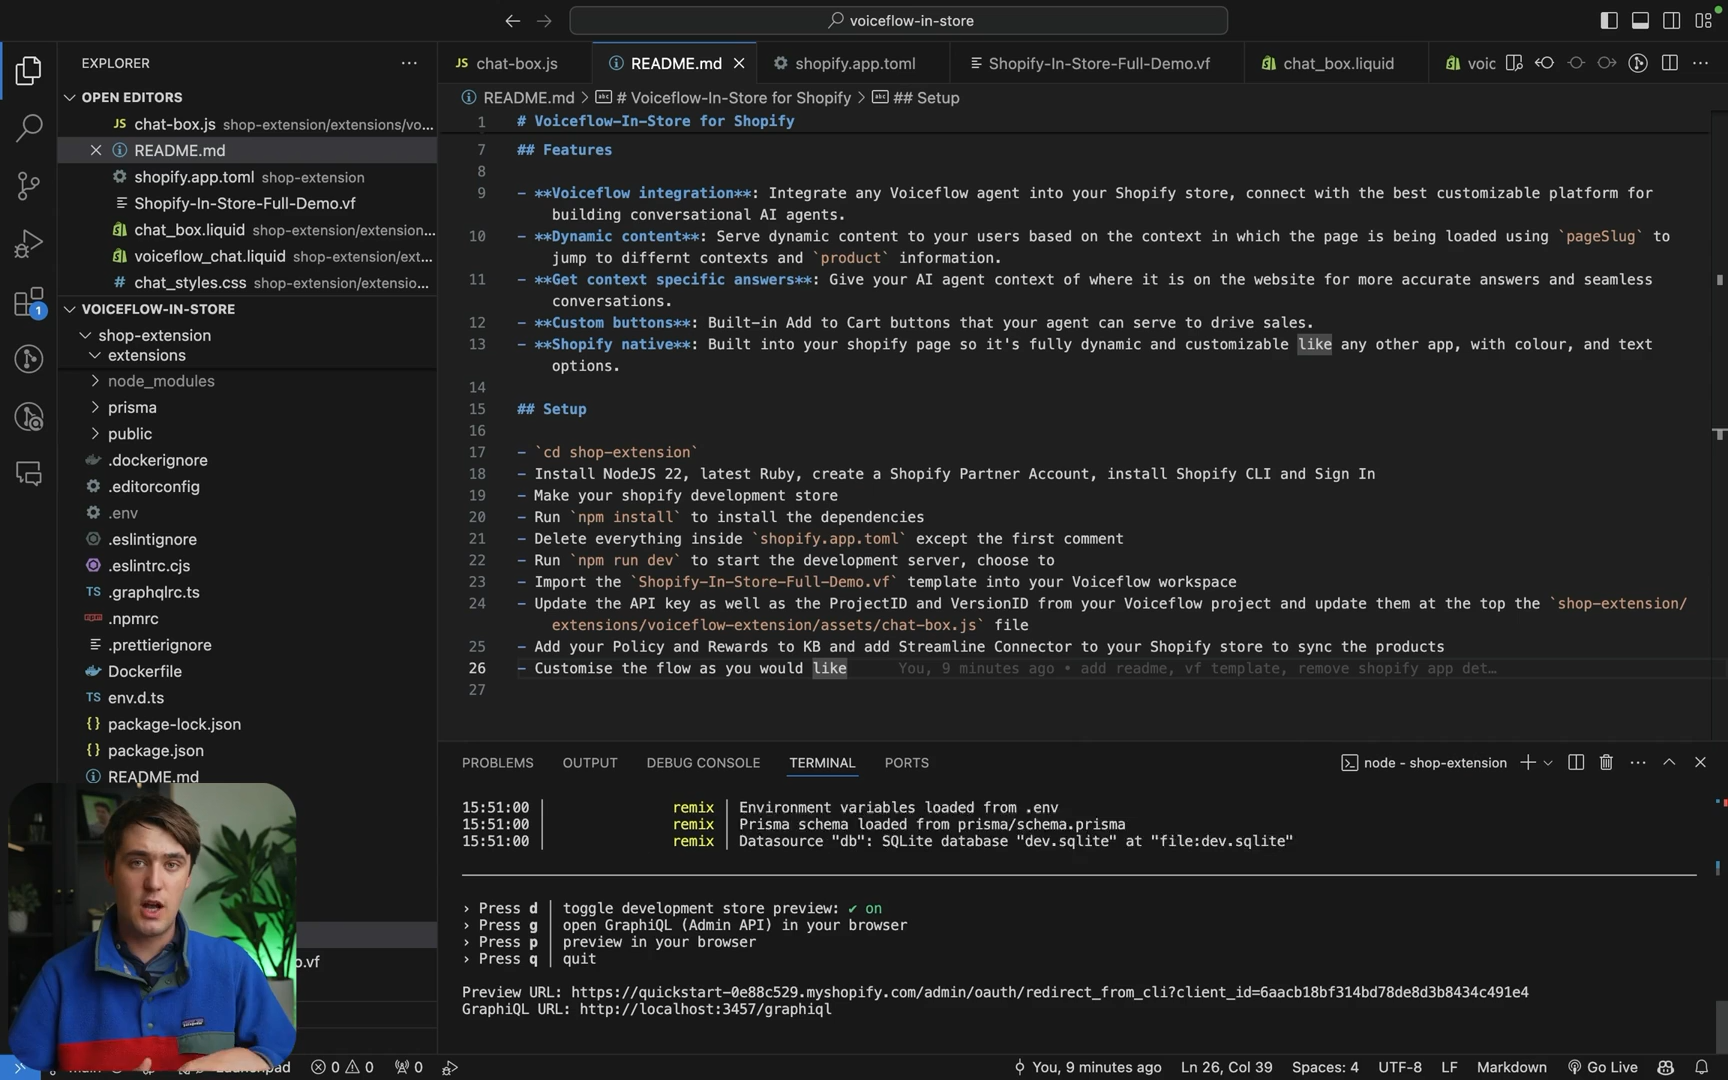 voiceflow-in-store
EXPLORER
OPEN EDITORS
JS chat-box.js shop-extension/extensions/vo...
README.md
shopify.app.toml shop-extension
Shopify-In-Store-Full-Demo.vf
chat_box.liquid shop-extension/extension...
voiceflow_chat.liquid shop-extension/ext...
# chat_styles.css shop-extension/extensio...
VOICEFLOW-IN-STORE
shop-extension
extensions
node_modules
prisma
public
.dockerignore
.editorconfig
.env
.eslintignore
.eslintrc.cjs
TS .graphqlrc.ts
.npmrc
.prettierignore
Dockerfile
TS env.d.ts
{} package-lock.json
{} package.json
README.md
o.vf
1
JS chat-box.js
README.md
shopify.app.toml
Shopify-In-Store-Full-Demo.vf
chat_box.liquid
voic
README.md > # Voiceflow-In-Store for Shopify > ## Setup
1 # Voiceflow-In-Store for Shopify
7 ## Features
8
9 - **Voiceflow integration**: Integrate any Voiceflow agent into your Shopify store, connect with the best customizable platform for
building conversational AI agents.
10 - **Dynamic content**: Serve dynamic content to your users based on the context in which the page is being loaded using `pageSlug` to
jump to differnt contexts and `product` information.
11 - **Get context specific answers**: Give your AI agent context of where it is on the website for more accurate answers and seamless
conversations.
12 - **Custom buttons**: Built-in Add to Cart buttons that your agent can serve to drive sales.
13 - **Shopify native**: Built into your shopify page so it's fully dynamic and customizable like any other app, with colour, and text
options.
14
15 ## Setup
16
17 - `cd shop-extension`
18 - Install NodeJS 22, latest Ruby, create a Shopify Partner Account, install Shopify CLI and Sign In
19 - Make your shopify development store
20 - Run `npm install` to install the dependencies
21 - Delete everything inside `shopify.app.toml` except the first comment
22 - Run `npm run dev` to start the development server, choose to
23 - Import the `Shopify-In-Store-Full-Demo.vf` template into your Voiceflow workspace
24 - Update the API key as well as the ProjectID and VersionID from your Voiceflow project and update them at the top the `shop-extension/
extensions/voiceflow-extension/assets/chat-box.js` file
25 - Add your Policy and Rewards to KB and add Streamline Connector to your Shopify store to sync the products
26 - Customise the flow as you would like You, 9 minutes ago • add readme, vf template, remove shopify app det…
27
PROBLEMS OUTPUT DEBUG CONSOLE TERMINAL PORTS
node - shop-extension
15:51:00 | remix | Environment variables loaded from .env
15:51:00 | remix | Prisma schema loaded from prisma/schema.prisma
15:51:00 | remix | Datasource "db": SQLite database "dev.sqlite" at "file:dev.sqlite"
› Press d | toggle development store preview: ✔ on
› Press g | open GraphiQL (Admin API) in your browser
› Press p | preview in your browser
› Press q | quit
Preview URL: https://quickstart-0e88c529.myshopify.com/admin/oauth/redirect_from_cli?client_id=6aacb18bf314bd78de8d3b8434c491e4
GraphiQL URL: http://localhost:3457/graphiql
0 0 0
You, 9 minutes ago Ln 26, Col 39 Spaces: 4 UTF-8 LF Markdown Go Live